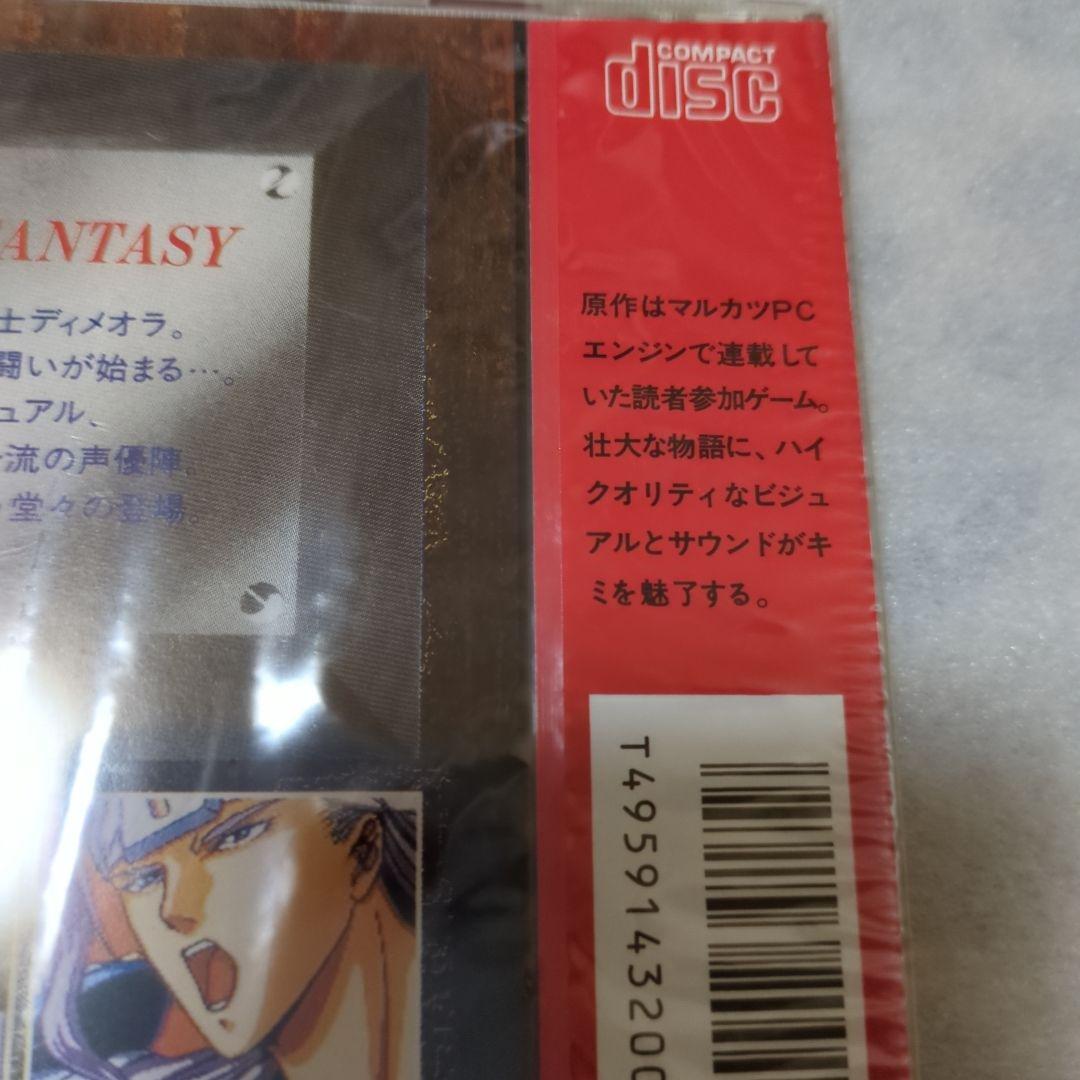 COMPACT
disc
FANTASY
士ディメオラ。
闘いが始まる…。
ュアル、
流の声優陣。
堂々の登場。
原作はマルカツPC
エンジンで連載して
いた読者参加ゲーム。
壮大な物語に、ハイ
クオリティなビジュ
アルとサウンドがキ
ミを魅了する。
T495914320